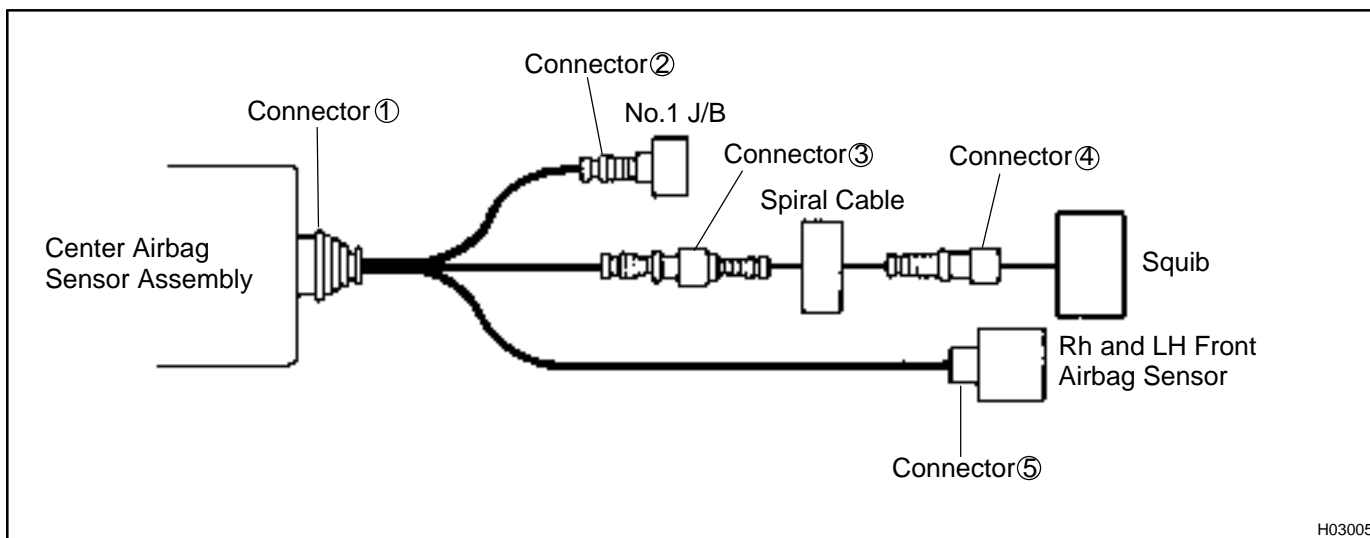 Connector②
Connector①
No.1 J/B
Connector③
Connector④
Spiral Cable
Center Airbag
Sensor Assembly
Squib
Rh and LH Front
Airbag Sensor
Connector⑤
H03005